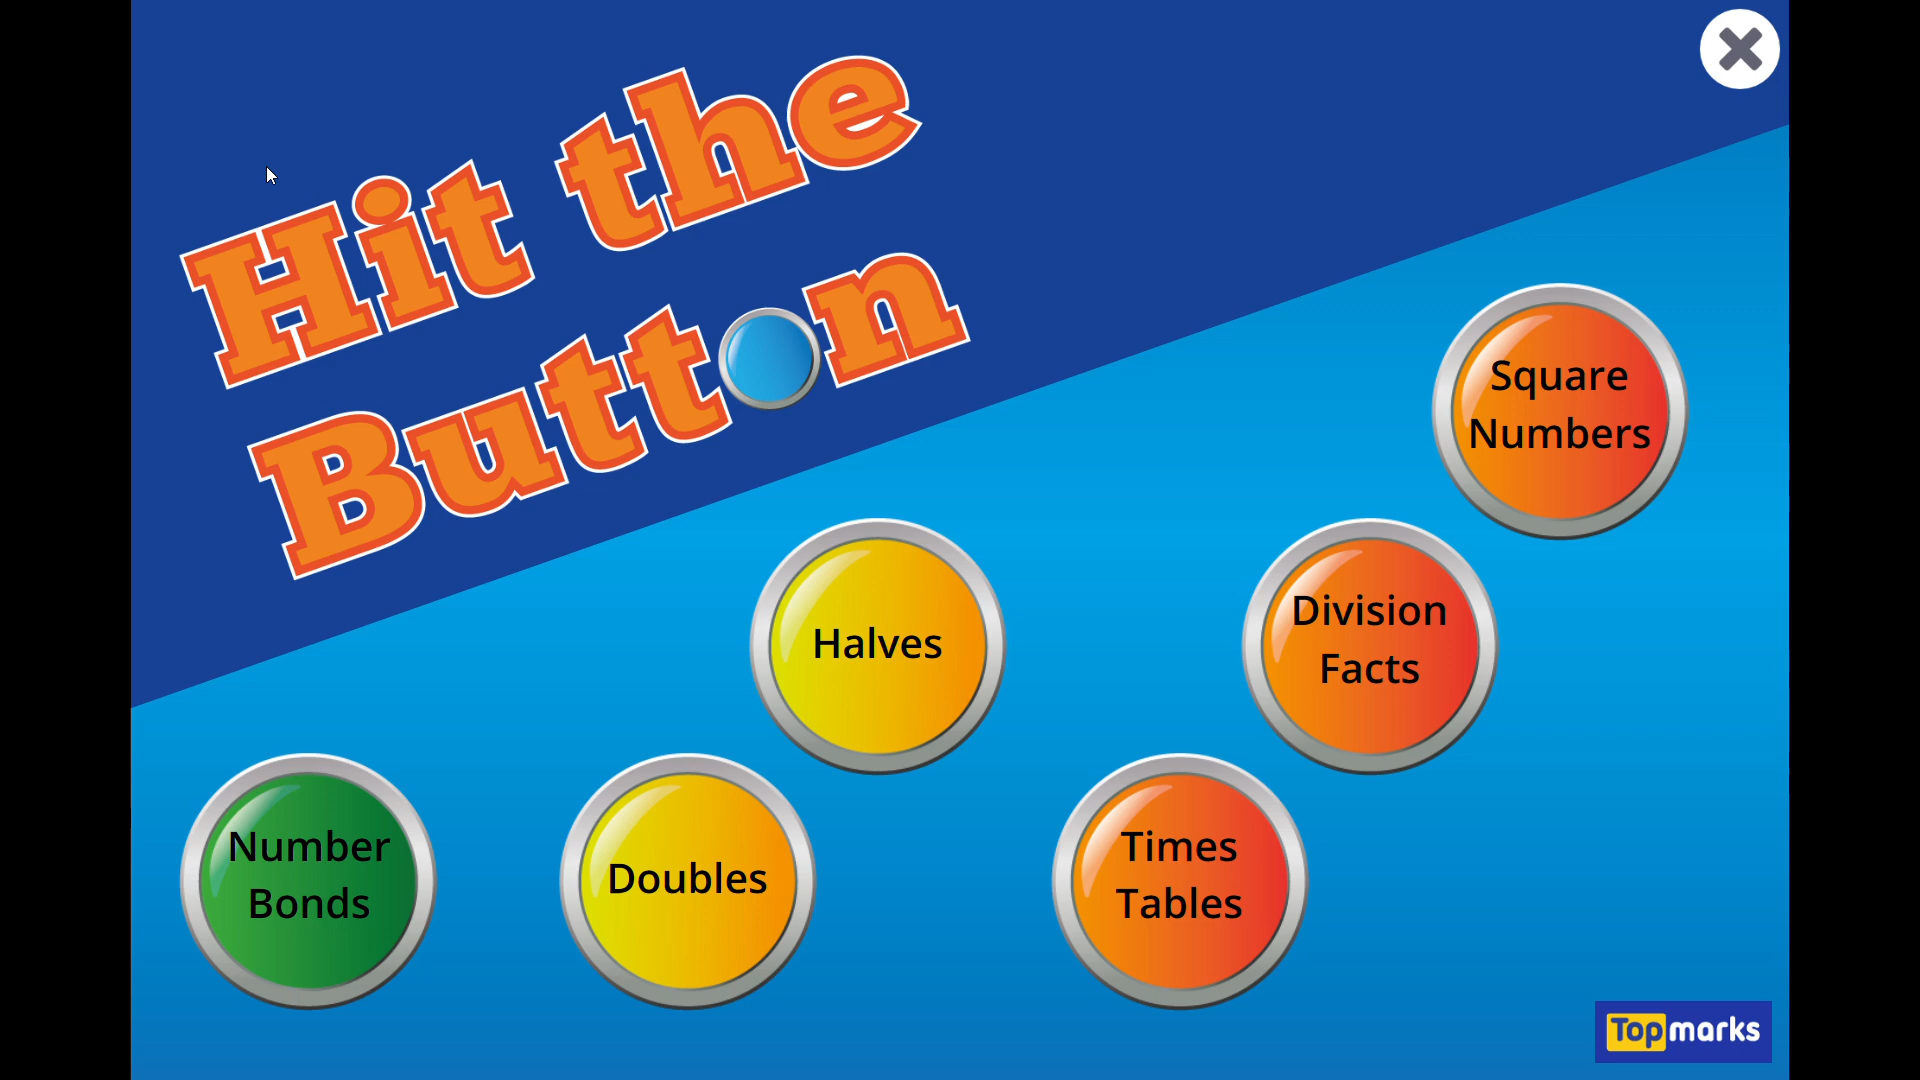 Hit the
Button
Square
Numbers
Halves
Division
Facts
Number
Bonds
Doubles
Times
Tables
Topmarks